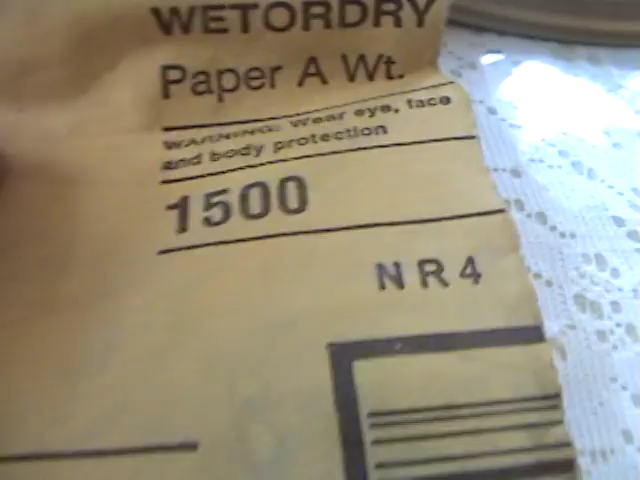 WETORDRY
Paper A Wt.
WARNING: Wear eye, face
and body protection
1500
NR4